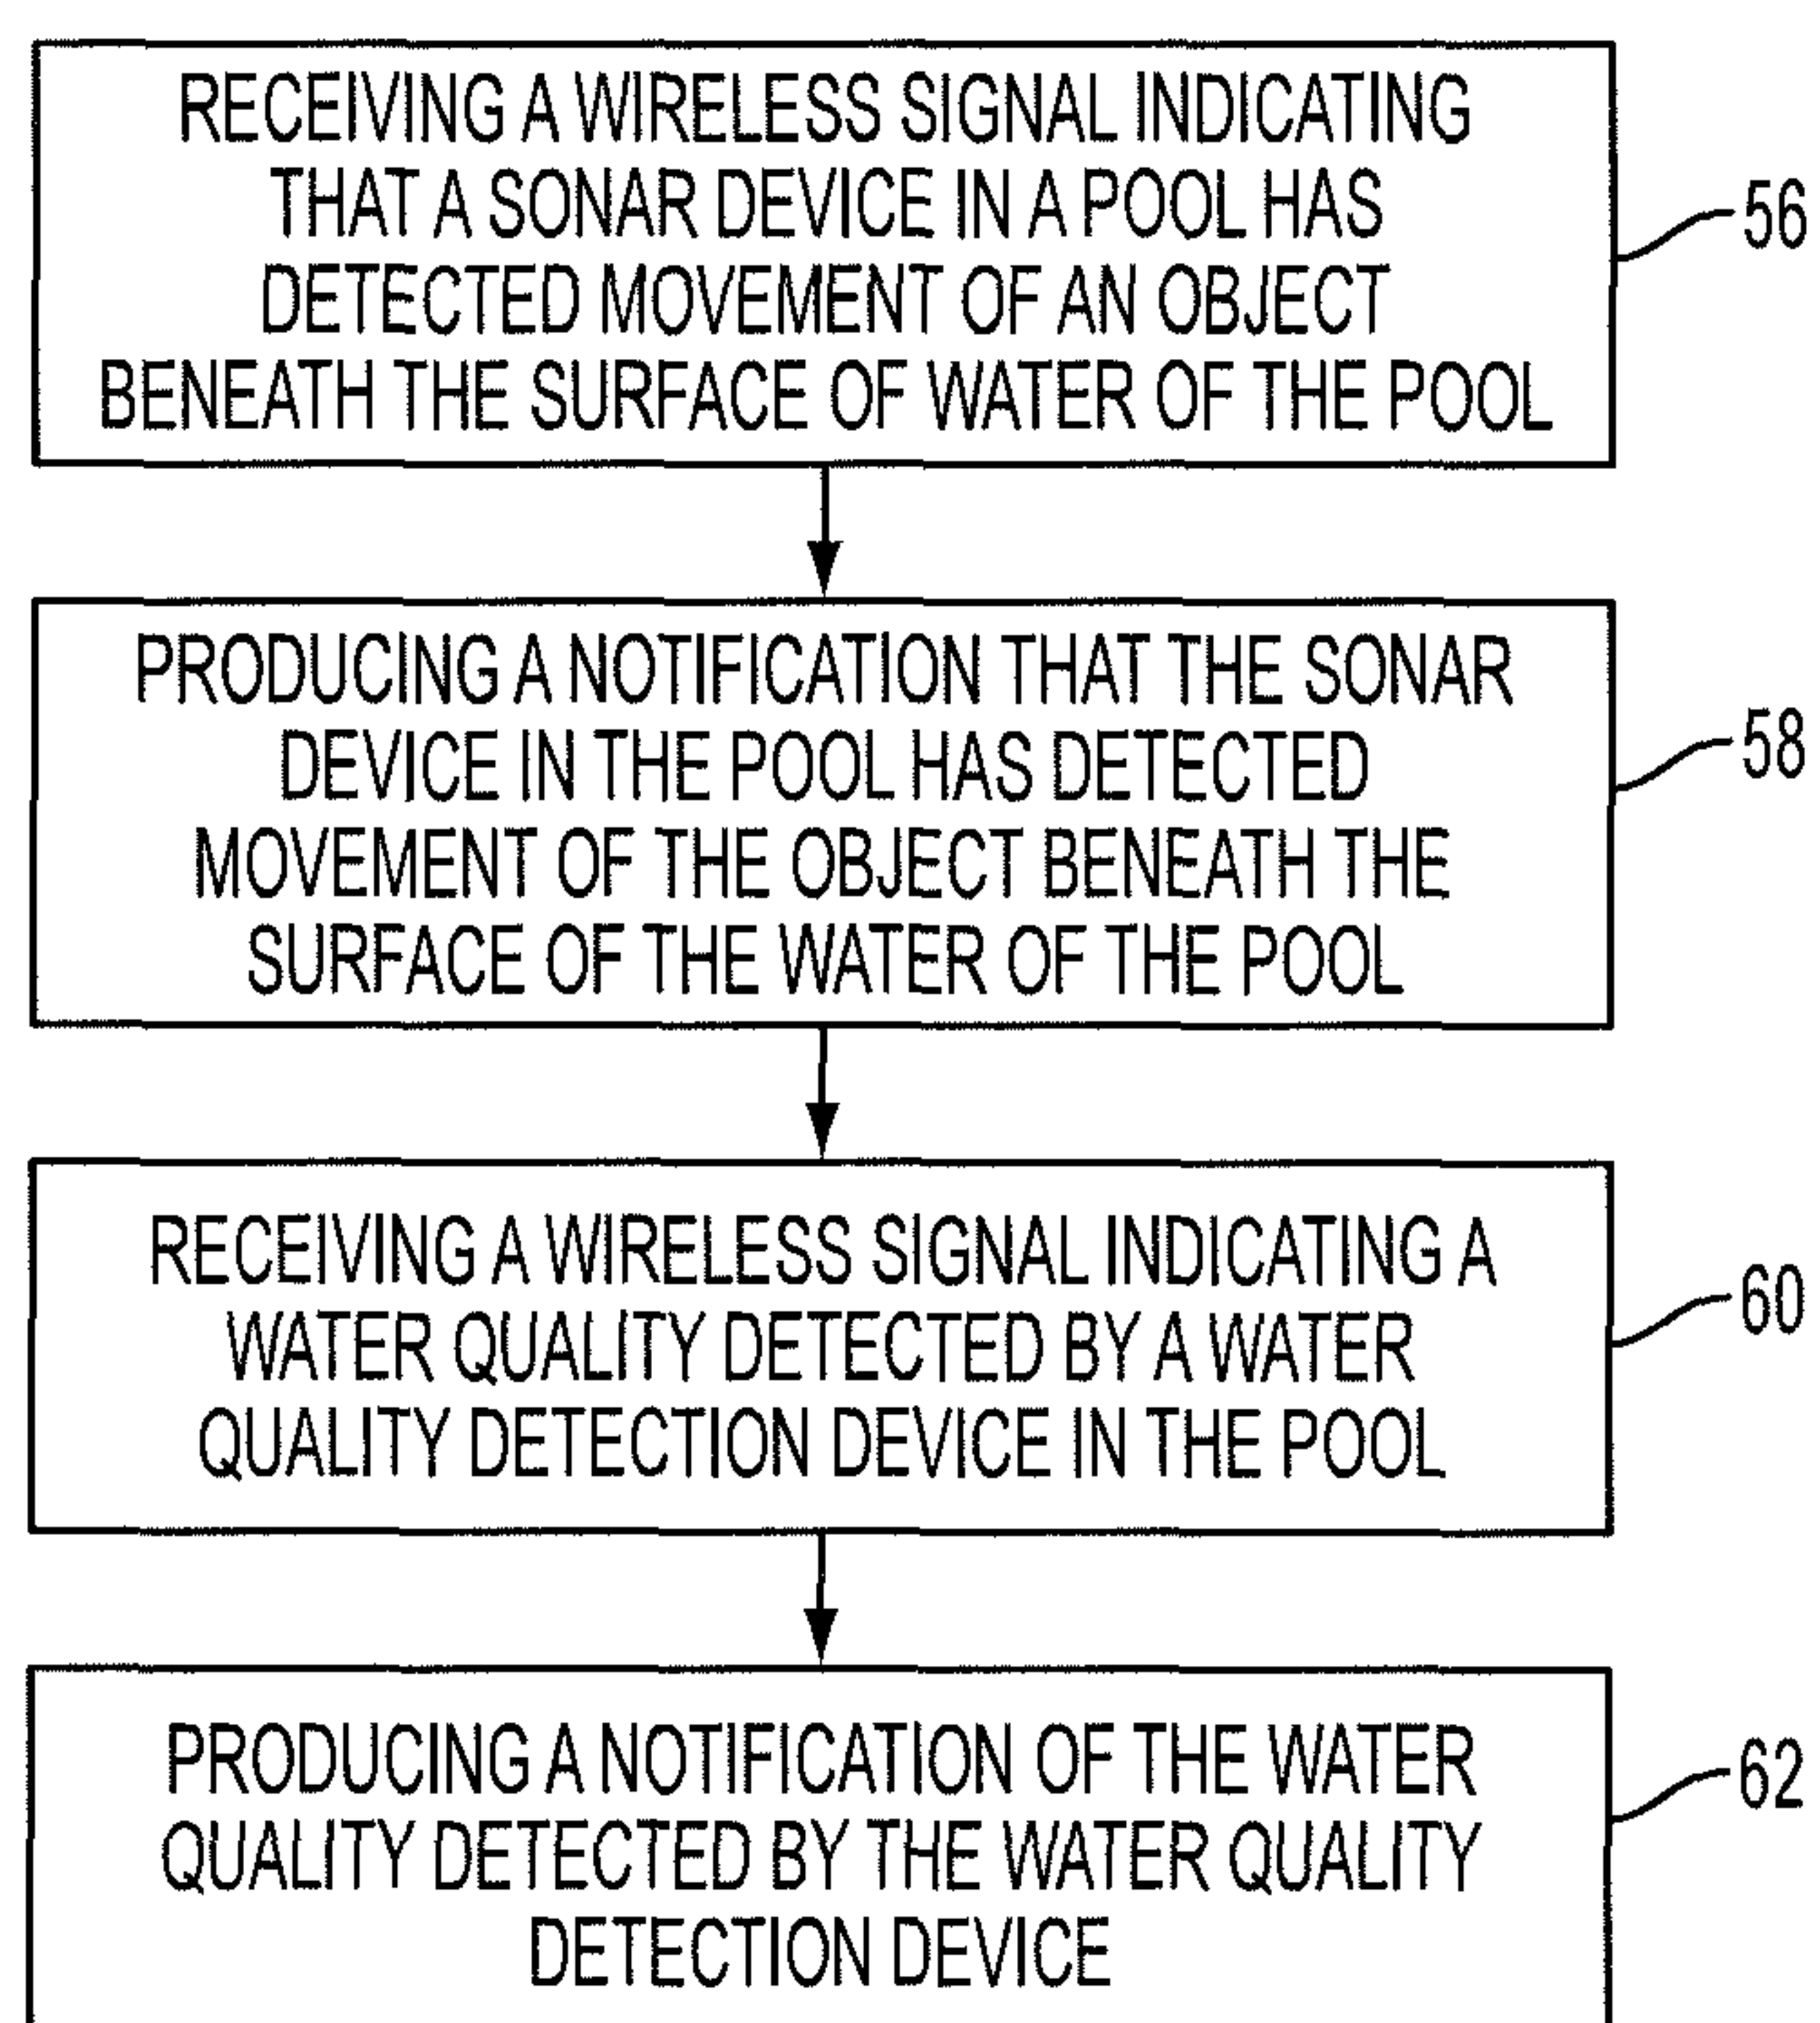 RECEIVING A WIRELESS SIGNAL INDICATING
THAT A SONAR DEVICE IN A POOL HAS
DETECTED MOVEMENT OF AN OBJECT
BENEATH THE SURFACE OF WATER OF THE POOL
56
PRODUCING A NOTIFICATION THAT THE SONAR
DEVICE IN THE POOL HAS DETECTED
MOVEMENT OF THE OBJECT BENEATH THE
SURFACE OF THE WATER OF THE POOL
58
RECEIVING A WIRELESS SIGNAL INDICATING A
WATER QUALITY DETECTED BY A WATER
QUALITY DETECTION DEVICE IN THE POOL
60
PRODUCING A NOTIFICATION OF THE WATER
QUALITY DETECTED BY THE WATER QUALITY
DETECTION DEVICE
62